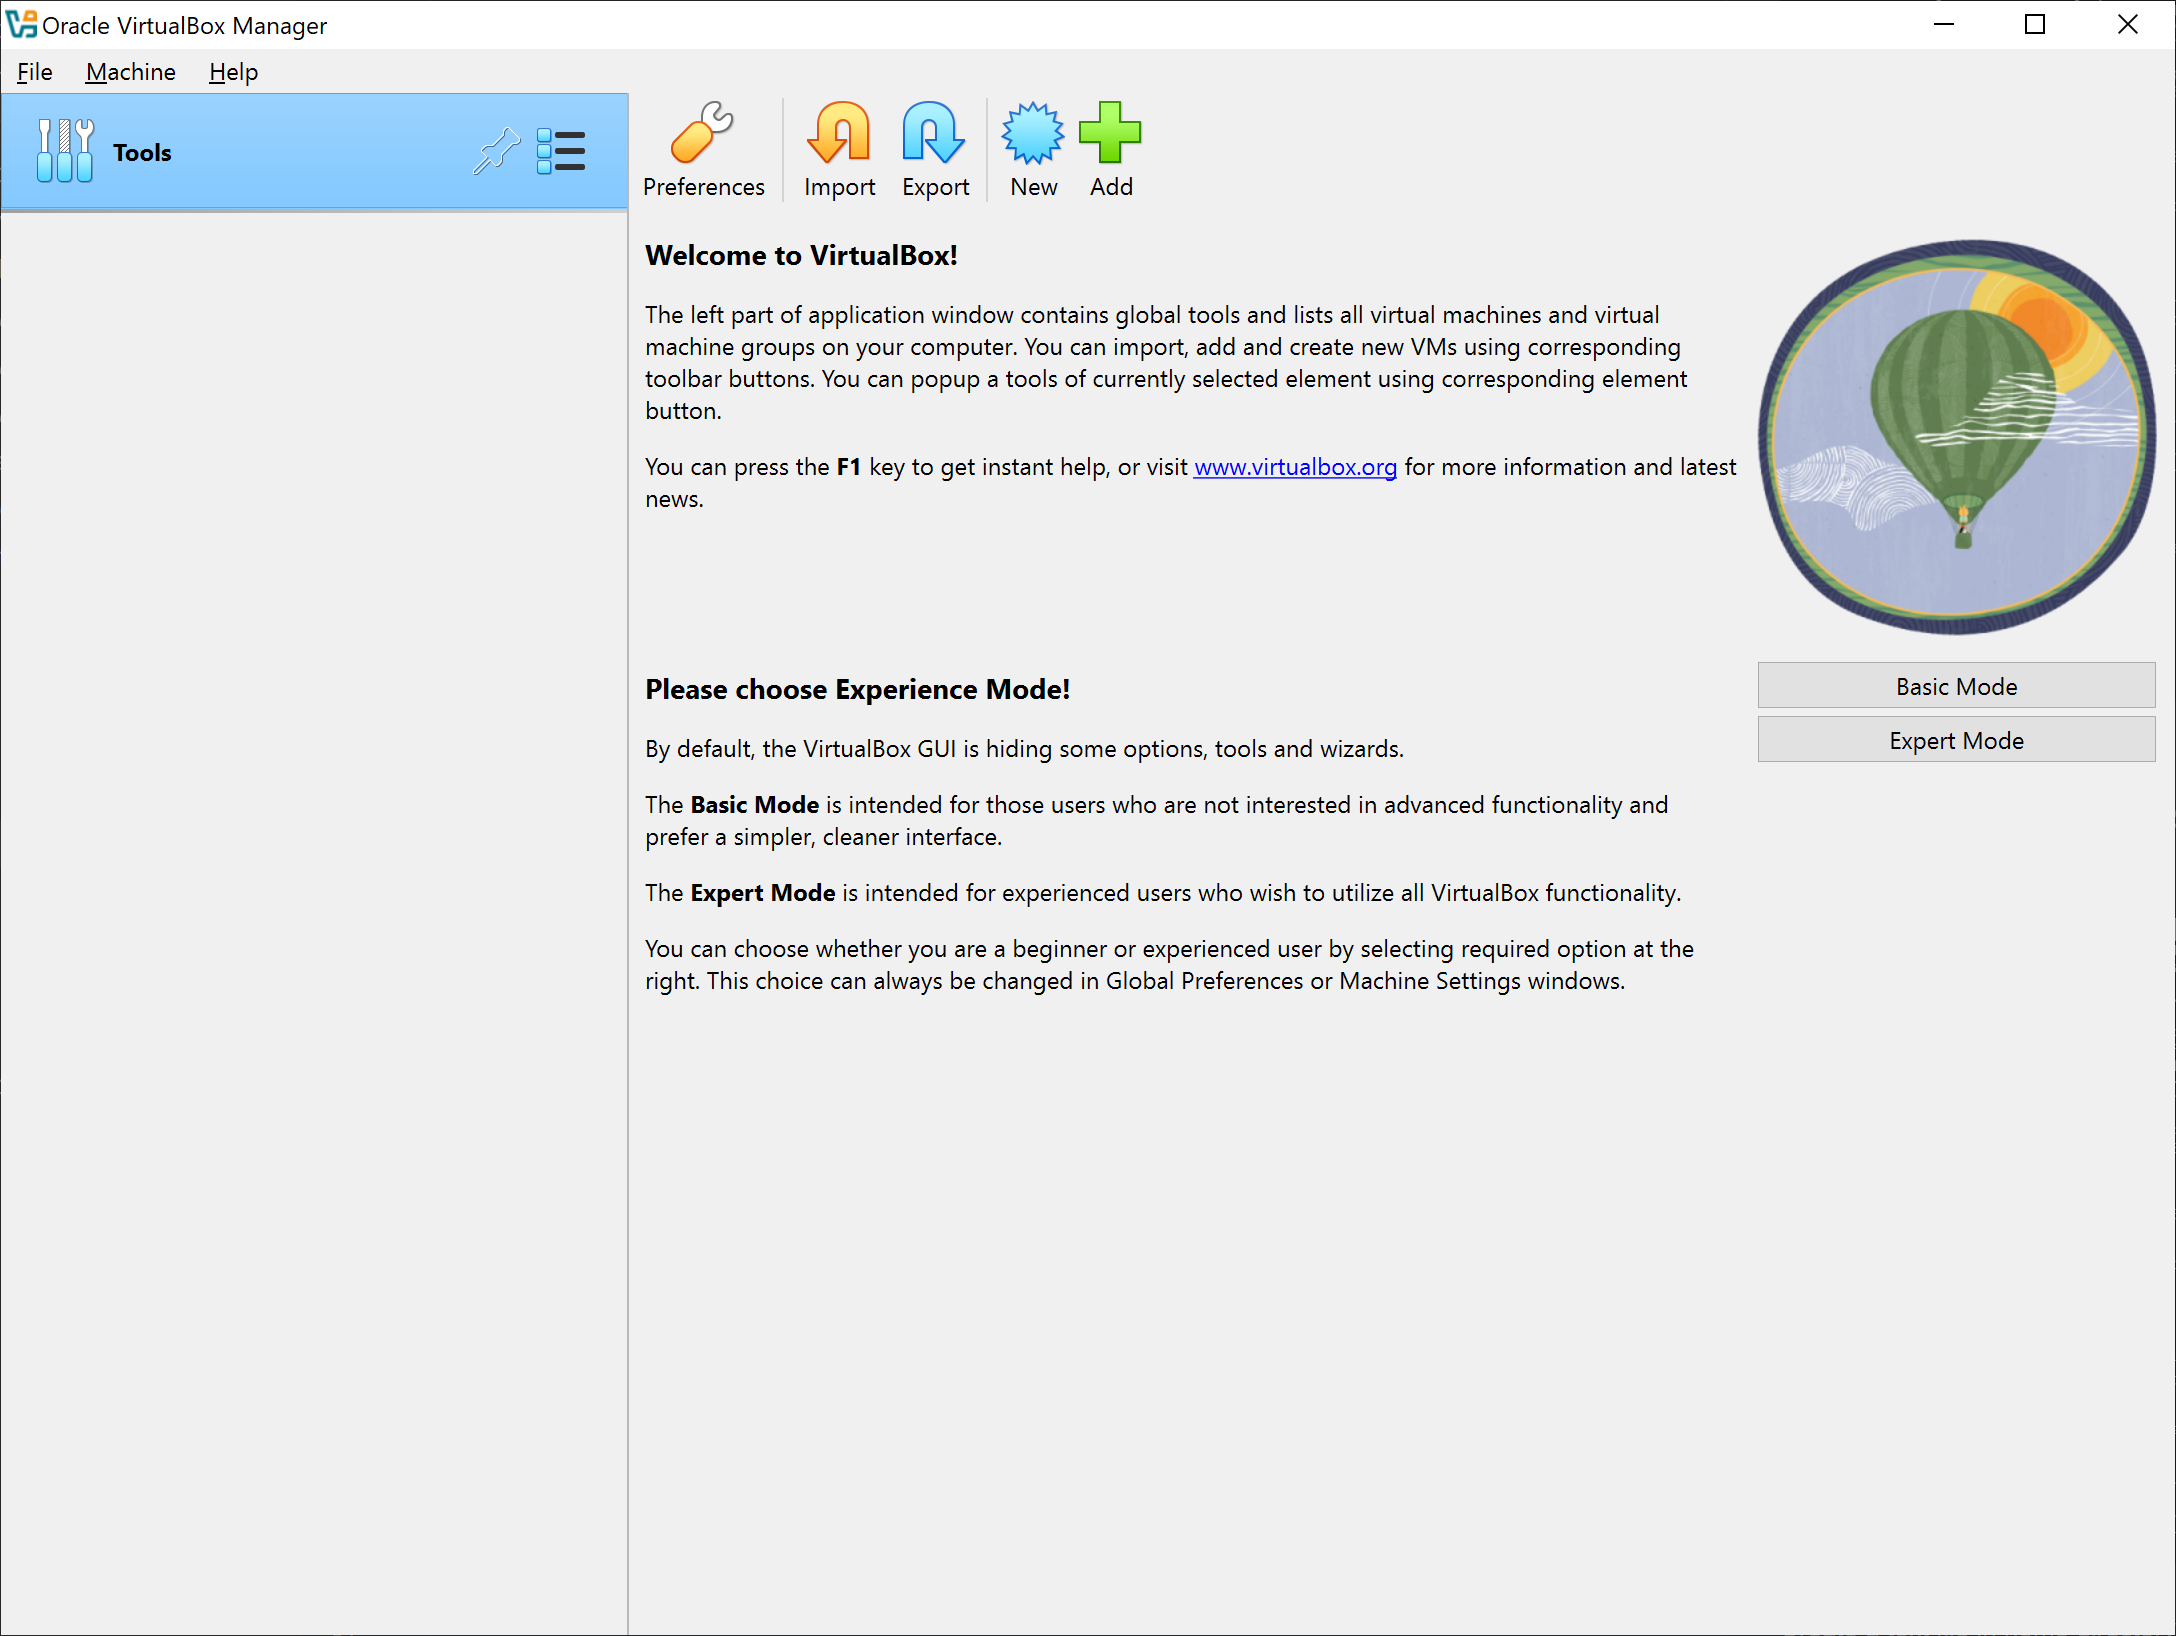 Oracle VirtualBox Manager
File Machine Help
Tools
Preferences Import Export New Add
Welcome to VirtualBox!
The left part of application window contains global tools and lists all virtual machines and virtual
machine groups on your computer. You can import, add and create new VMs using corresponding
toolbar buttons. You can popup a tools of currently selected element using corresponding element
button.
You can press the F1 key to get instant help, or visit www.virtualbox.org for more information and latest
news.
Please choose Experience Mode!
By default, the VirtualBox GUI is hiding some options, tools and wizards.
The Basic Mode is intended for those users who are not interested in advanced functionality and
prefer a simpler, cleaner interface.
The Expert Mode is intended for experienced users who wish to utilize all VirtualBox functionality.
You can choose whether you are a beginner or experienced user by selecting required option at the
right. This choice can always be changed in Global Preferences or Machine Settings windows.
Basic Mode
Expert Mode